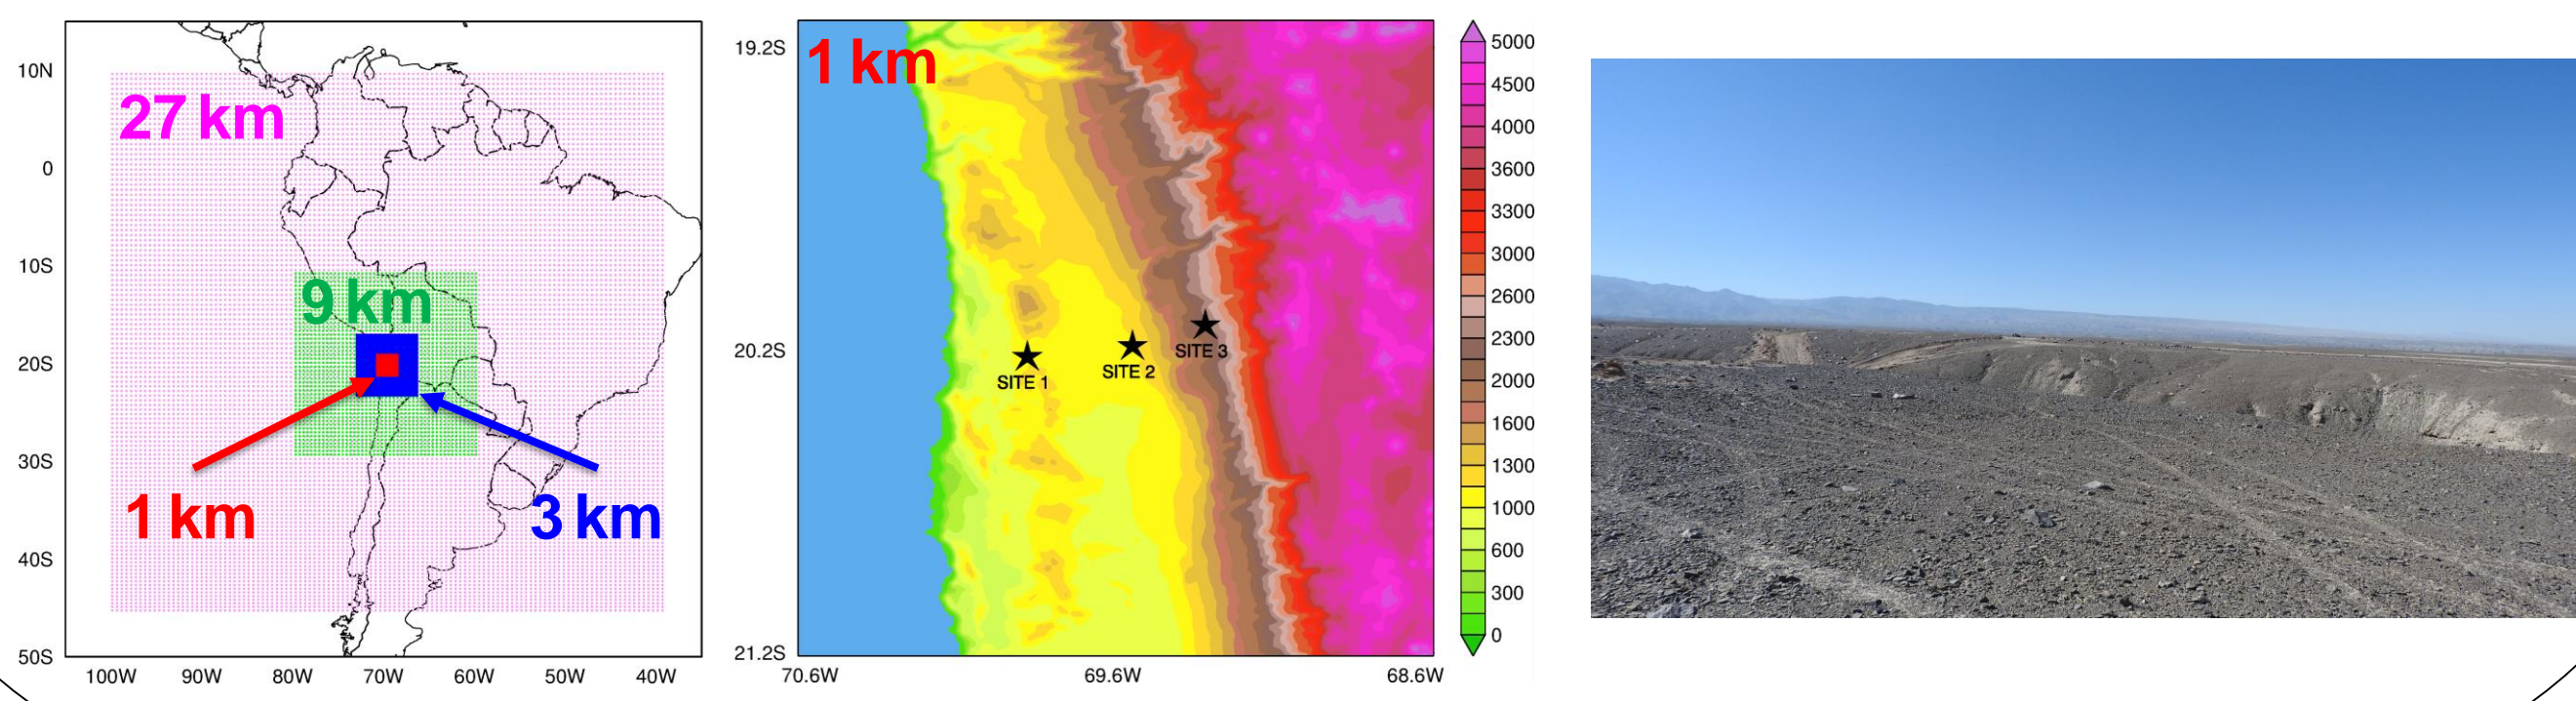 10N
0
10S
20S
30S
40S
50S
100W 90W 80W 70W 60W 50W 40W
27 km
9 km
1 km
3 km
1 km
19.2S
20.2S
21.2S
70.6W 69.6W 68.6W
SITE 1
SITE 2
SITE 3
5000
4500
4000
3600
3300
3000
2600
2300
2000
1600
1300
1000
600
300
0